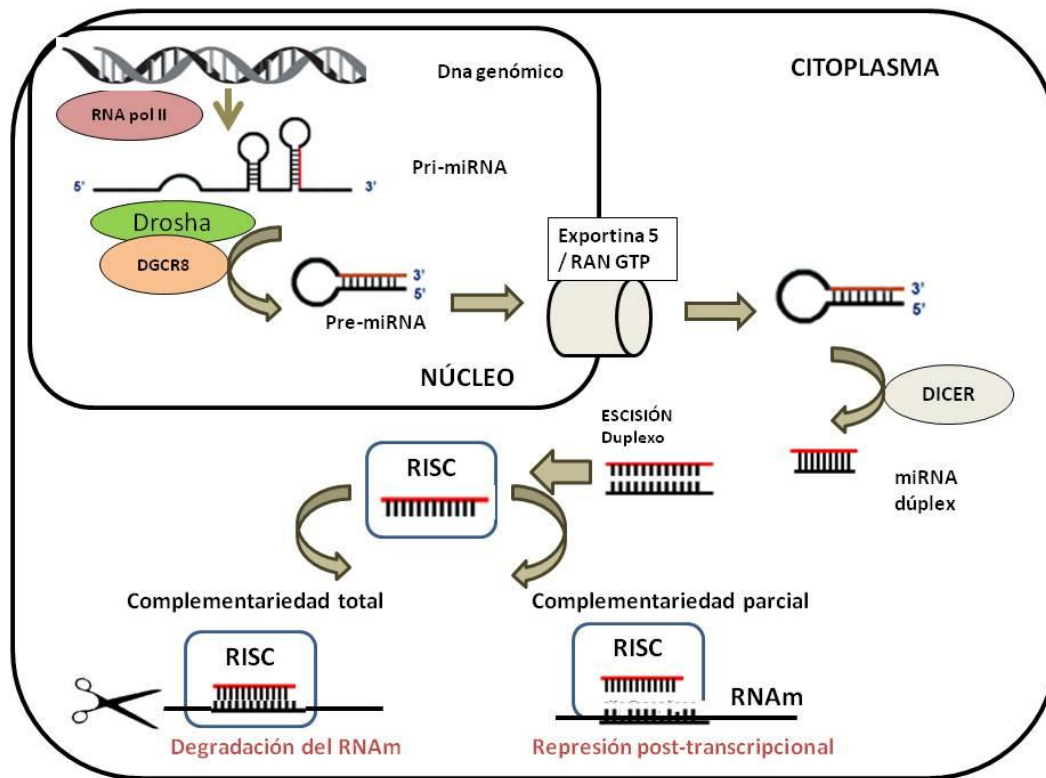 Dna genómico
CITOPLASMA
RNA pol II
Pri-miRNA
5'
3'
Drosha
DGCR8
3'
5'
Pre-miRNA
Exportina 5
/ RAN GTP
3'
5'
NÚCLEO
DICER
ESCISIÓN
Duplexo
miRNA
dúplex
RISC
Complementariedad total
Complementariedad parcial
RISC
RISC
RNAm
Degradación del RNAm
Represión post-transcripcional